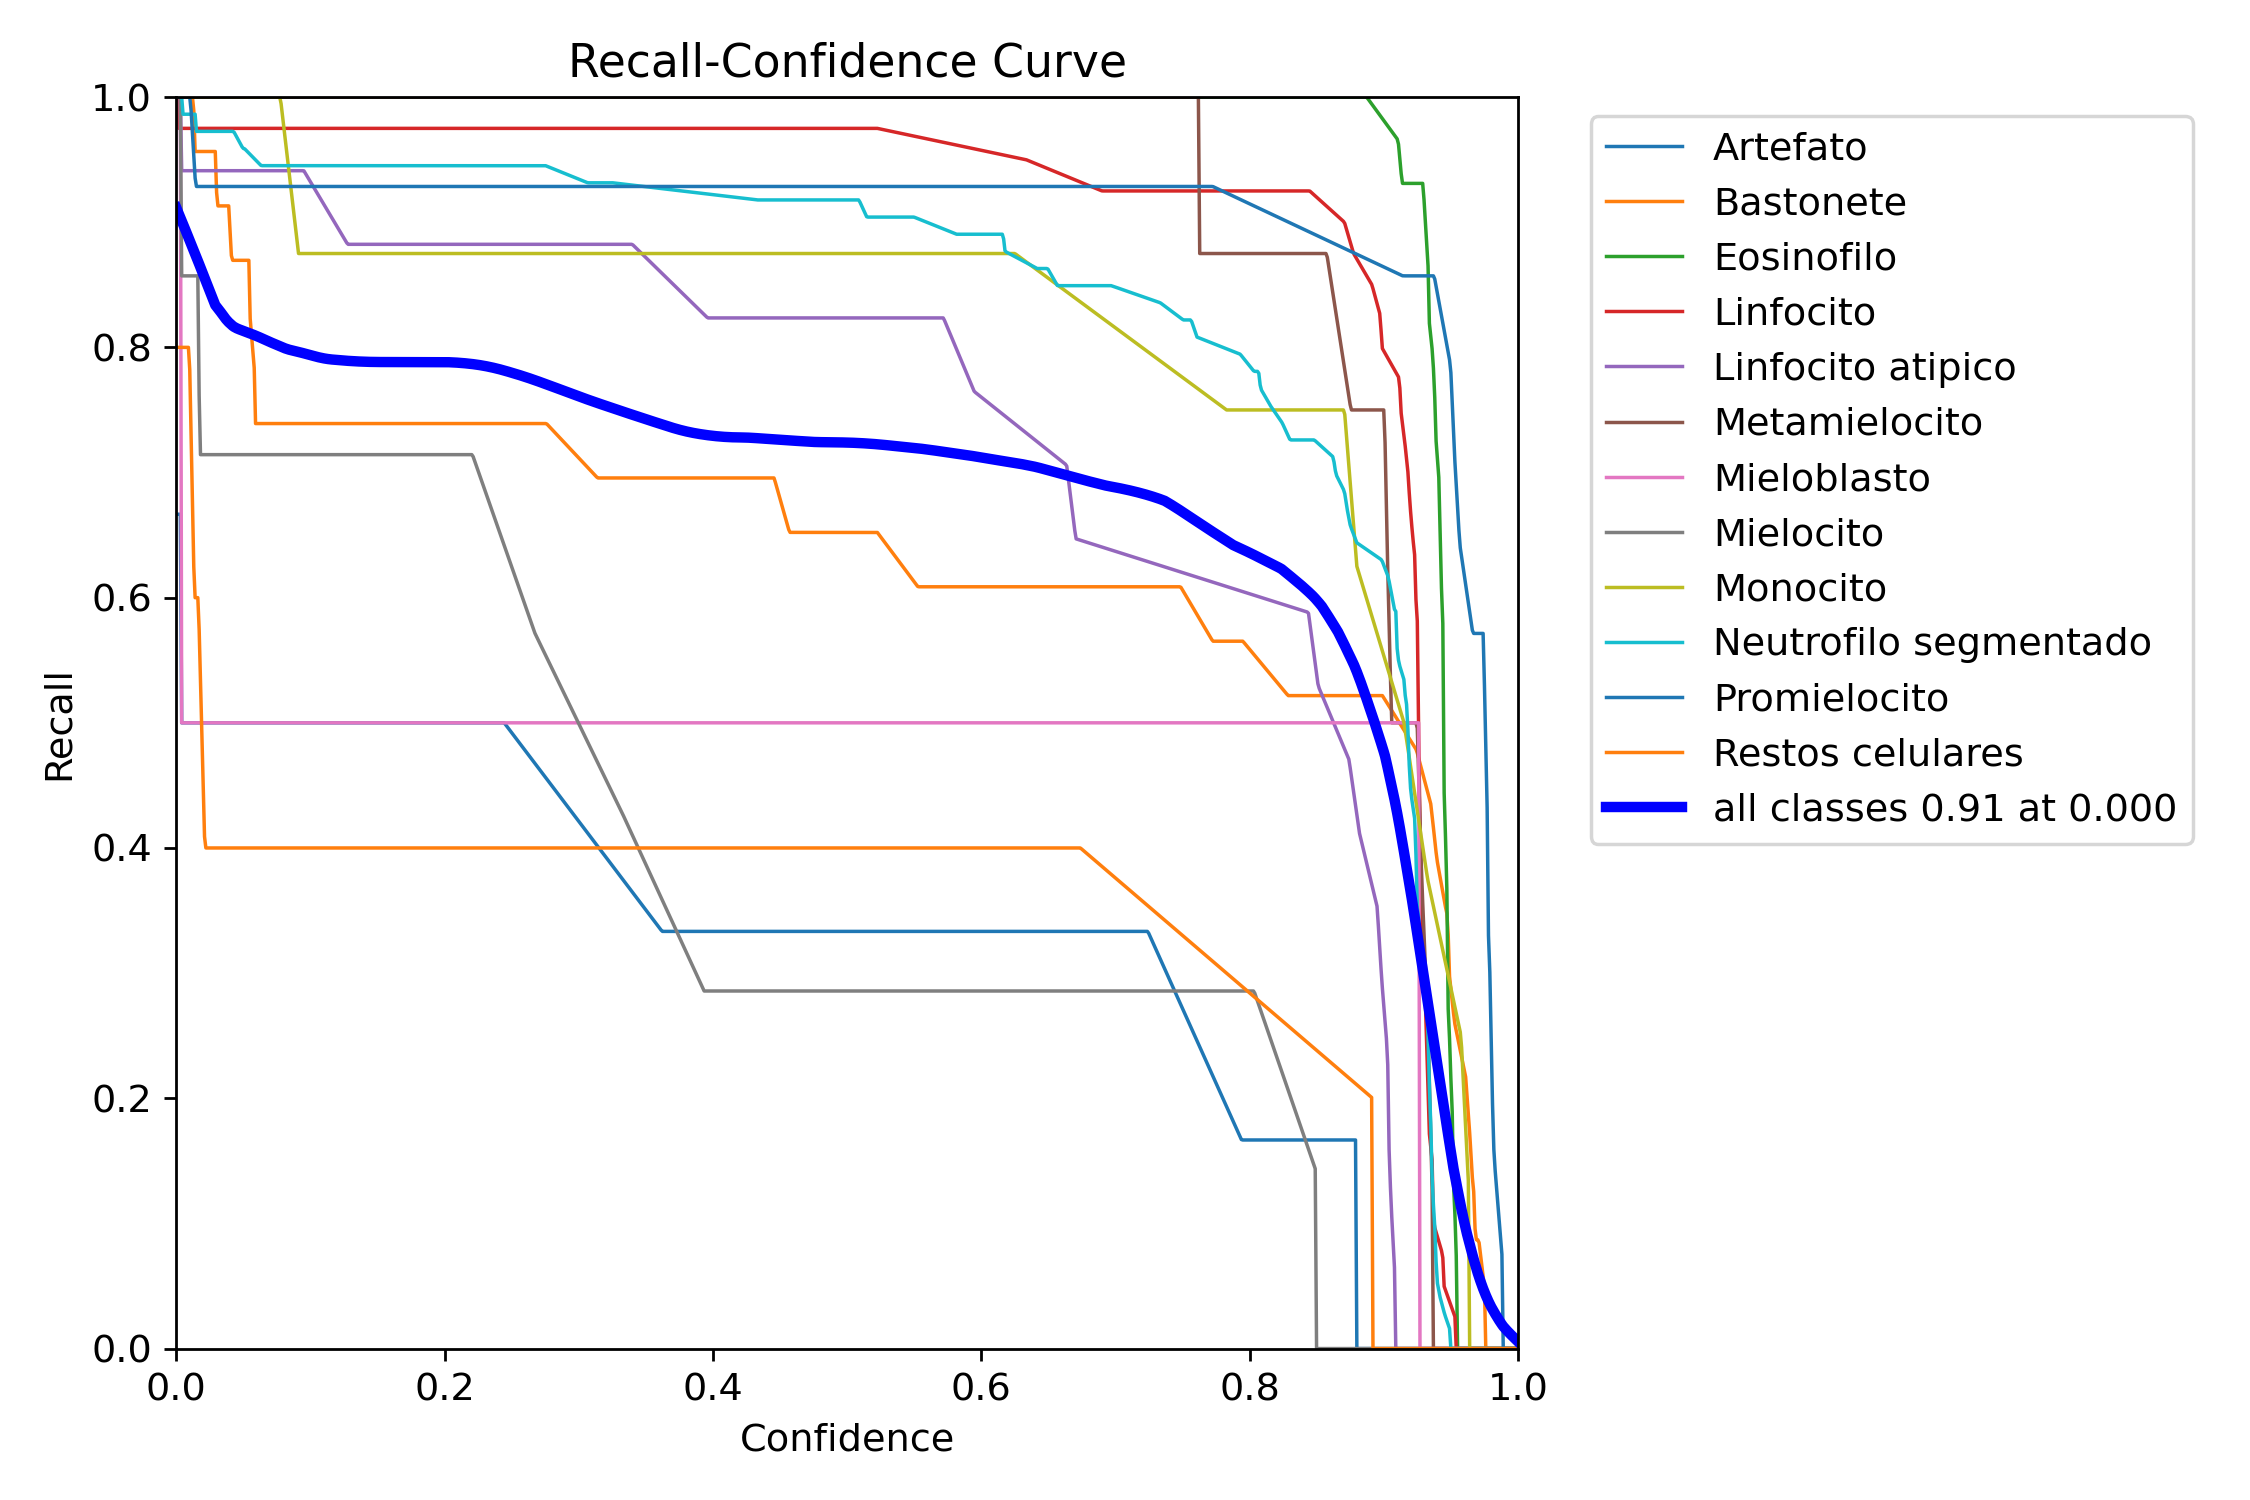 Recall-Confidence Curve
1.0
0.8
0.6
0.4
0.2
0.0
Recall
0.0 0.2 0.4 0.6 0.8 1.0
Confidence
Artefato
Bastonete
Eosinofilo
Linfocito
Linfocito atipico
Metamielocito
Mieloblasto
Mielocito
Monocito
Neutrofilo segmentado
Promielocito
Restos celulares
all classes 0.91 at 0.000